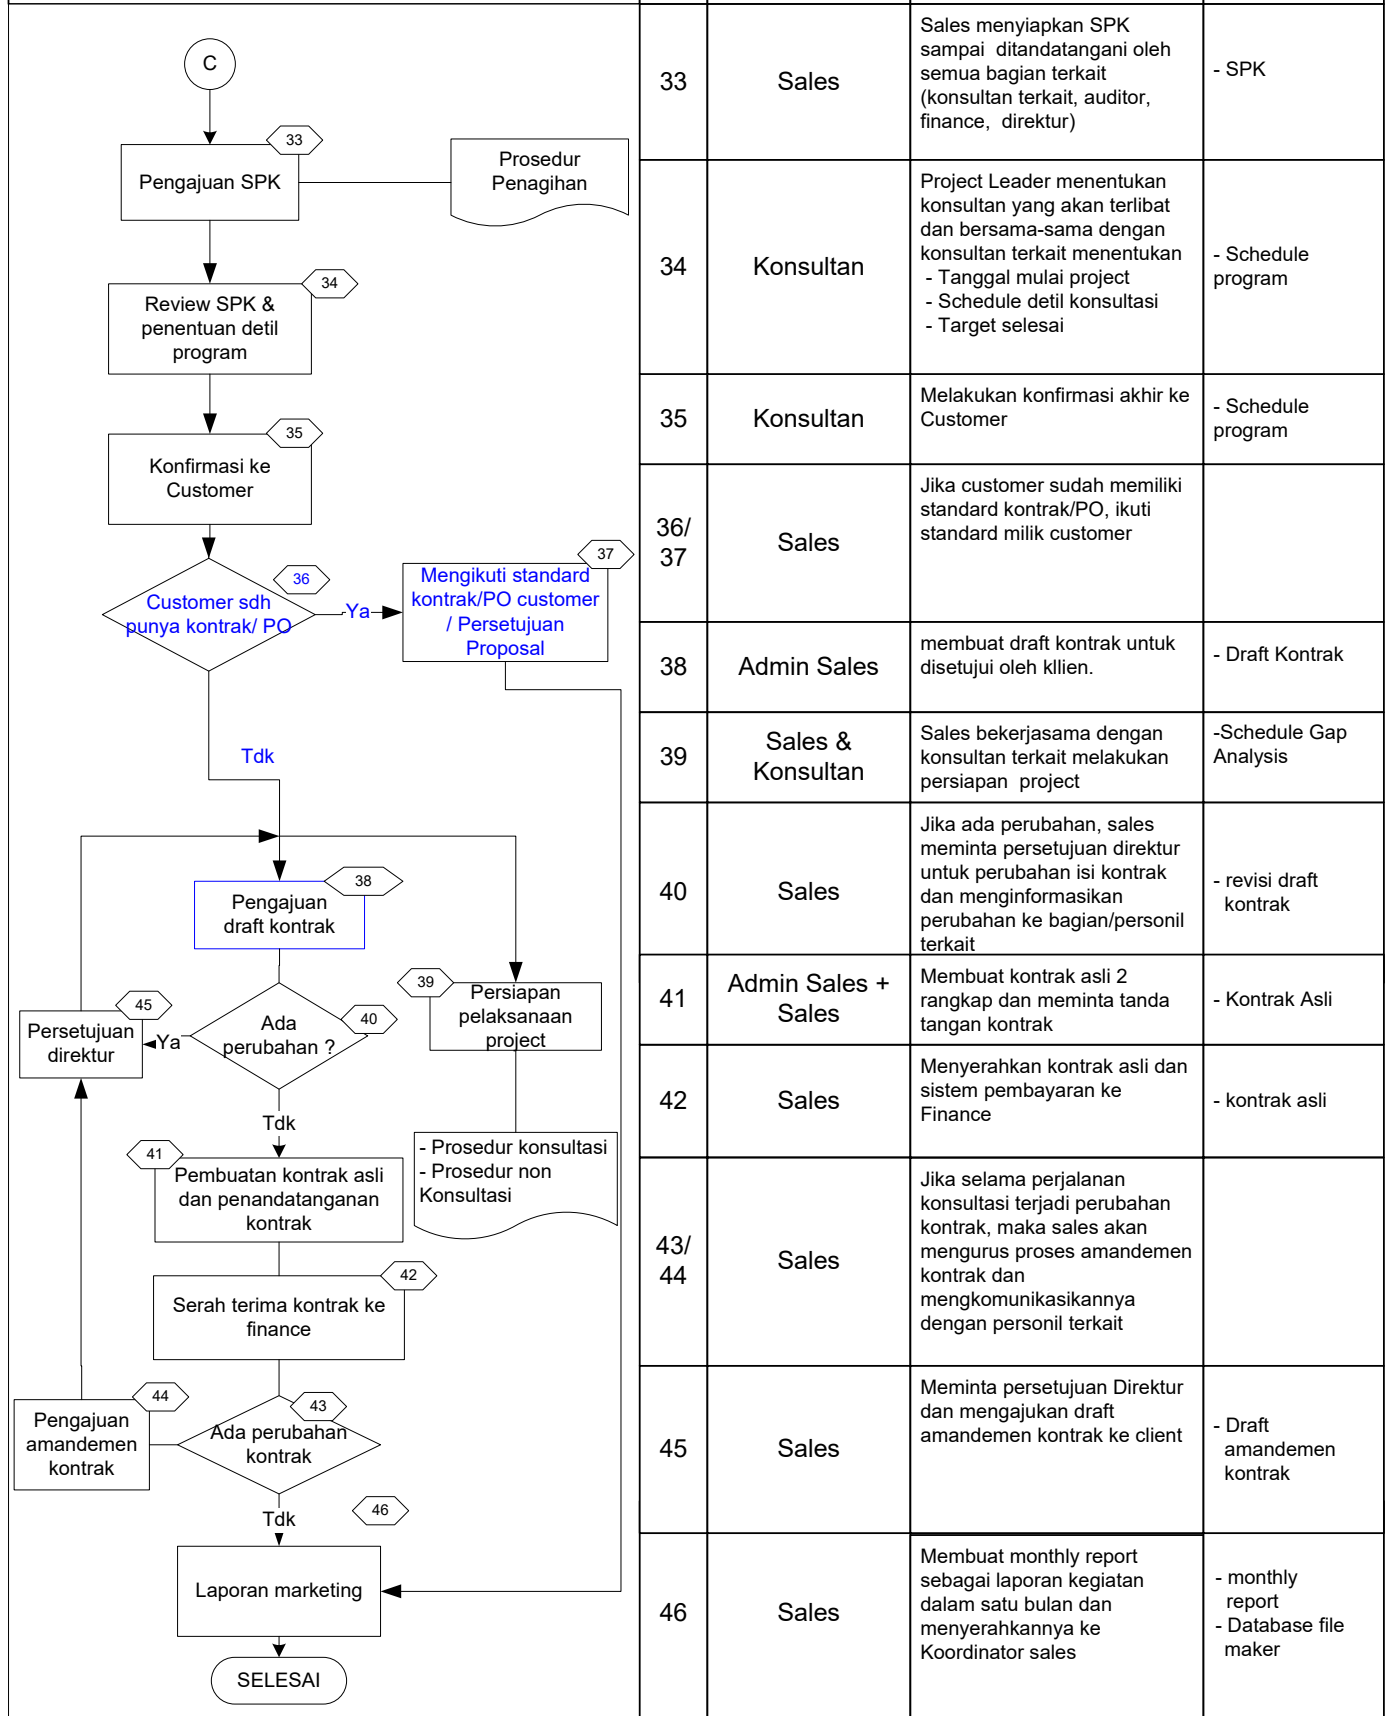 C
33
Pengajuan SPK
Prosedur
Penagihan
34
Review SPK &
penentuan detil
program
35
Konfirmasi ke
Customer
36
Customer sdh
punya kontrak/ PO
Ya
37
Mengikuti standard
kontrak/PO customer
/ Persetujuan
Proposal
Tdk
38
Pengajuan
draft kontrak
39
Persiapan
pelaksanaan
project
45
Persetujuan
direktur
Ya
40
Ada
perubahan ?
Tdk
- Prosedur konsultasi
- Prosedur non
Konsultasi
41
Pembuatan kontrak asli
dan penandatanganan
kontrak
42
Serah terima kontrak ke
finance
44
Pengajuan
amandemen
kontrak
43
Ada perubahan
kontrak
Tdk
46
Laporan marketing
SELESAI
33
Sales
Sales menyiapkan SPK
sampai ditandatangani oleh
semua bagian terkait
(konsultan terkait, auditor,
finance, direktur)
- SPK
34
Konsultan
Project Leader menentukan
konsultan yang akan terlibat
dan bersama-sama dengan
konsultan terkait menentukan
- Tanggal mulai project
- Schedule detil konsultasi
- Target selesai
- Schedule
program
35
Konsultan
Melakukan konfirmasi akhir ke
Customer
- Schedule
program
36/
37
Sales
Jika customer sudah memiliki
standard kontrak/PO, ikuti
standard milik customer
38
Admin Sales
membuat draft kontrak untuk
disetujui oleh kllien.
- Draft Kontrak
39
Sales &
Konsultan
Sales bekerjasama dengan
konsultan terkait melakukan
persiapan project
-Schedule Gap
Analysis
40
Sales
Jika ada perubahan, sales
meminta persetujuan direktur
untuk perubahan isi kontrak
dan menginformasikan
perubahan ke bagian/personil
terkait
- revisi draft
kontrak
41
Admin Sales +
Sales
Membuat kontrak asli 2
rangkap dan meminta tanda
tangan kontrak
- Kontrak Asli
42
Sales
Menyerahkan kontrak asli dan
sistem pembayaran ke
Finance
- kontrak asli
43/
44
Sales
Jika selama perjalanan
konsultasi terjadi perubahan
kontrak, maka sales akan
mengurus proses amandemen
kontrak dan
mengkomunikasikannya
dengan personil terkait
45
Sales
Meminta persetujuan Direktur
dan mengajukan draft
amandemen kontrak ke client
- Draft
amandemen
kontrak
46
Sales
Membuat monthly report
sebagai laporan kegiatan
dalam satu bulan dan
menyerahkannya ke
Koordinator sales
- monthly
report
- Database file
maker